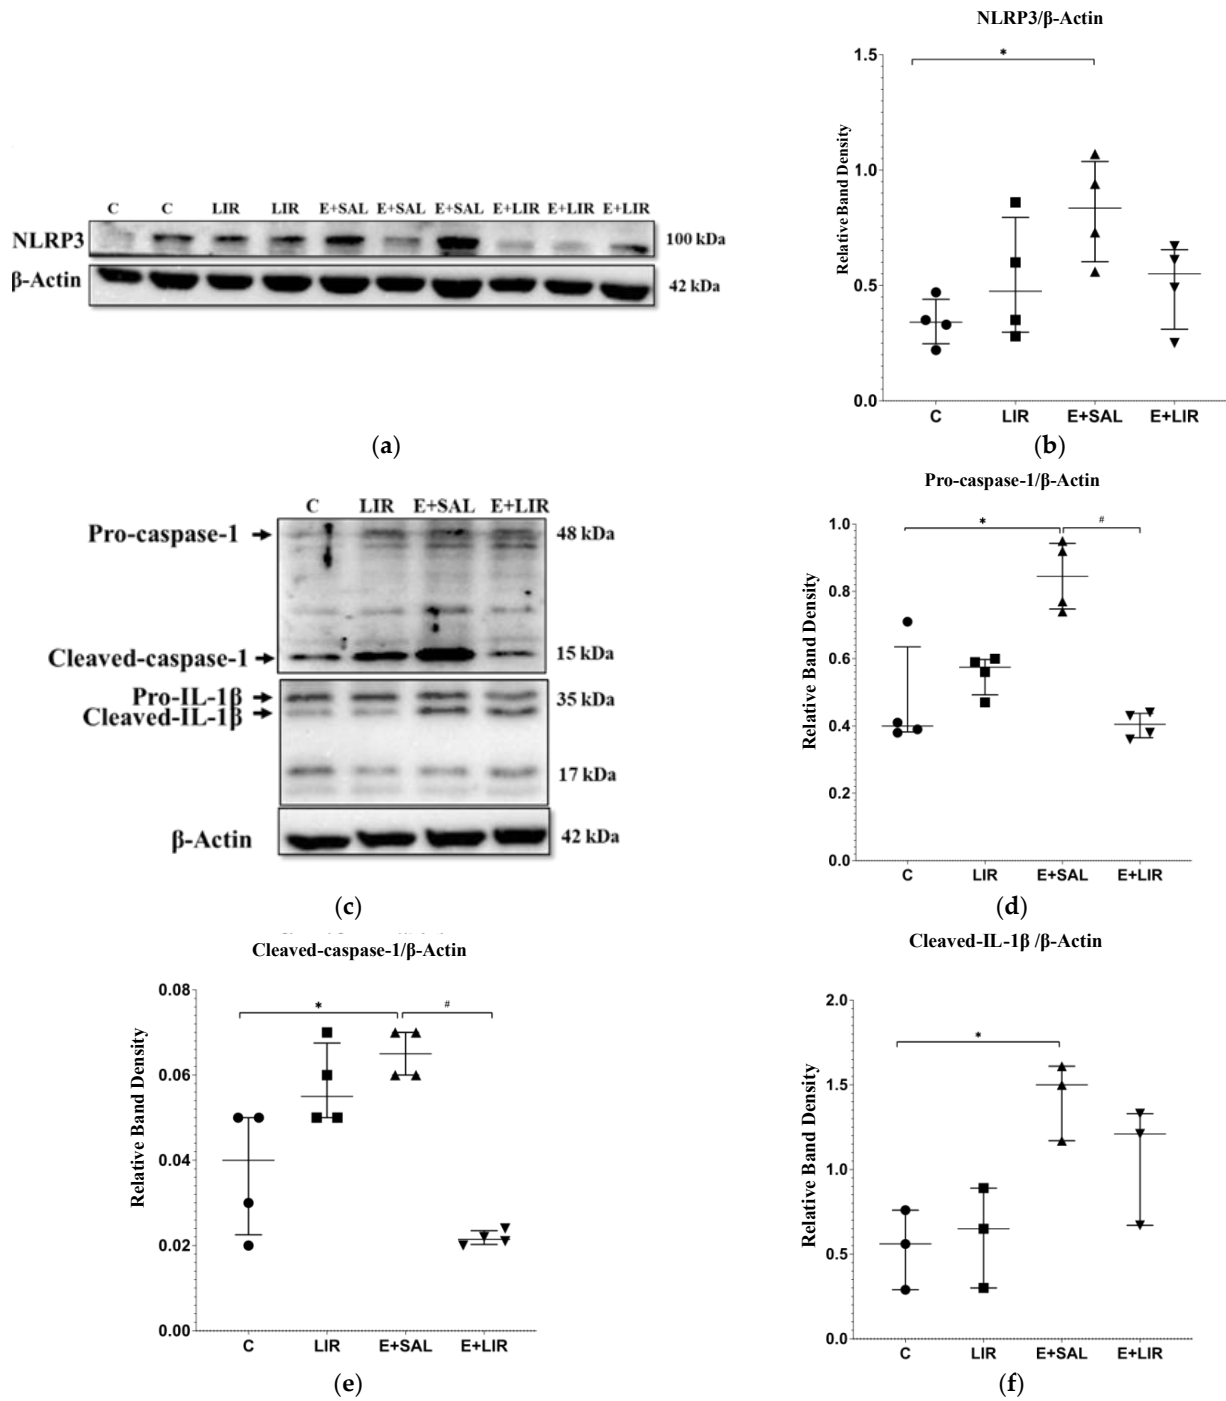 NLRP3/β-Actin
*
1.5
1.0
0.5
0.0
Relative Band Density
C LIR E+SAL E+LIR
C C LIR LIR E+SAL E+SAL E+SAL E+LIR E+LIR E+LIR
NLRP3 100 kDa
β-Actin 42 kDa
(a)
(b)
C LIR E+SAL E+LIR
Pro-caspase-1 48 kDa
Cleaved-caspase-1 15 kDa
Pro-IL-1β 35 kDa
Cleaved-IL-1β
17 kDa
β-Actin 42 kDa
(c)
Pro-caspase-1/β-Actin
* #
1.0
0.8
0.6
0.4
0.2
0.0
Relative Band Density
C LIR E+SAL E+LIR
(d)
Cleaved-caspase-1/β-Actin
* #
0.08
0.06
0.04
0.02
0.00
Relative Band Density
C LIR E+SAL E+LIR
(e)
Cleaved-IL-1β /β-Actin
*
2.0
1.5
1.0
0.5
0.0
Relative Band Density
C LIR E+SAL E+LIR
(f)